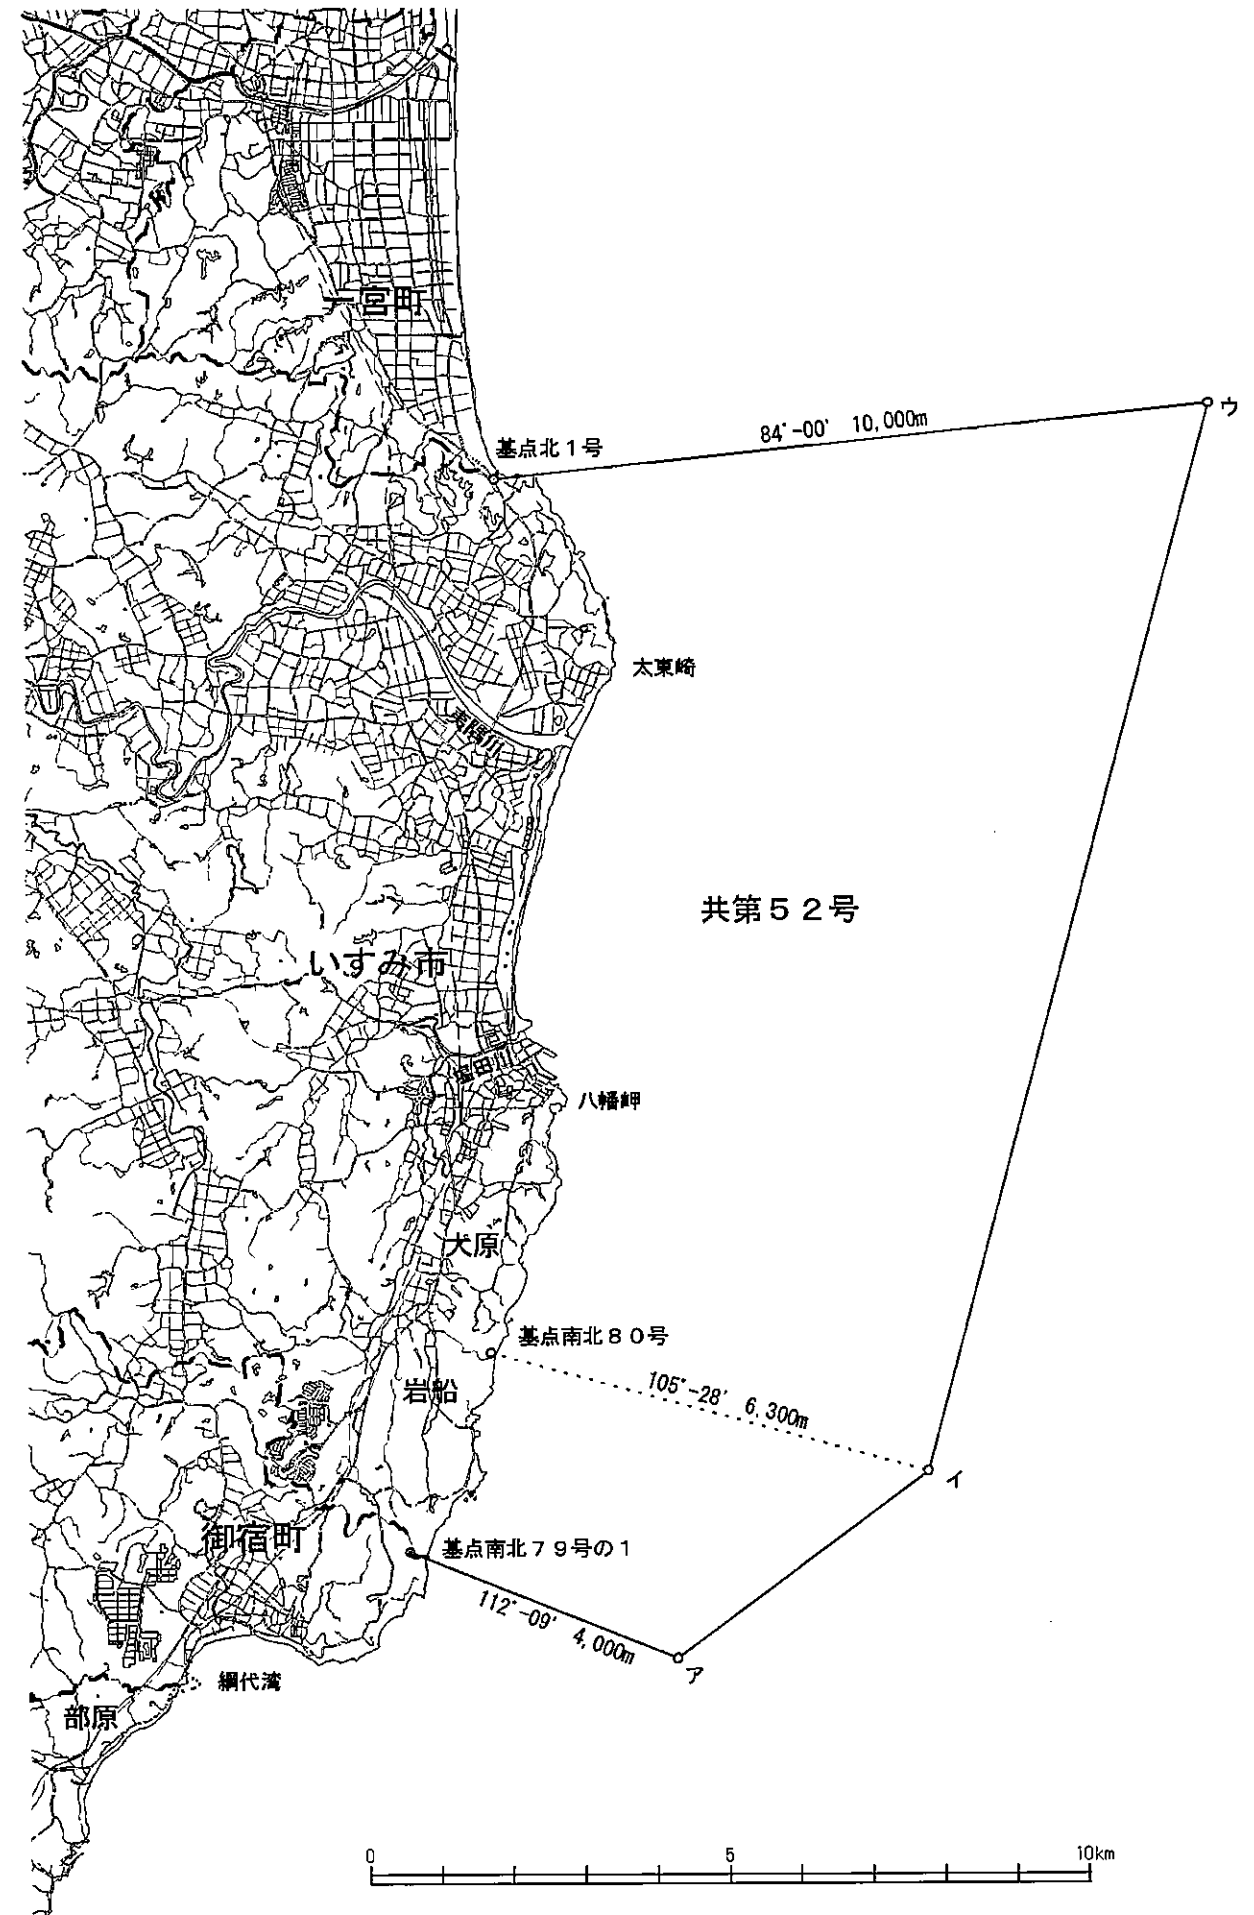 一宮町
ウ
84°-00′ 10,000m
基点北1号
太東崎
夷隅川
共第52号
いすみ市
塩田川
八幡岬
大原
基点南北80号
105°-28′ 6,300m
岩船
イ
御宿町
基点南北79号の1
112°-09′ 4,000m
ア
網代湾
部原
0 5 10km